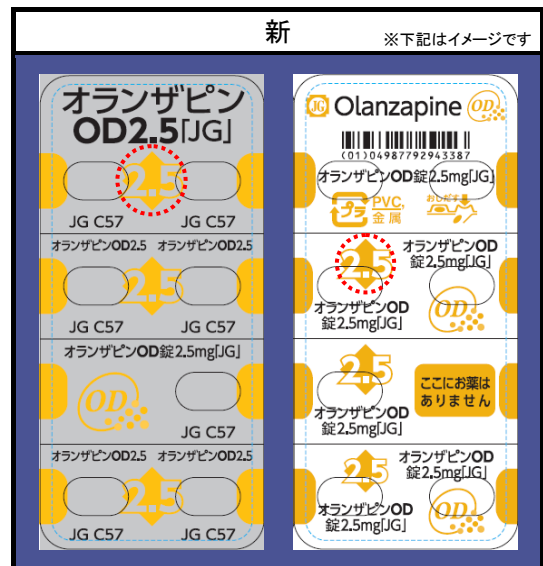 新
※下記はイメージです
オランザピン
OD2.5「JG」
2.5
JG C57 JG C57
オランザピンOD2.5 オランザピンOD2.5
2.5
JG C57 JG C57
オランザピンOD錠2.5mg「JG」
OD
JG C57
オランザピンOD2.5 オランザピンOD2.5
2.5
JG C57 JG C57
JG Olanzapine OD
(01)04987792943387
オランザピンOD錠2.5mg「JG」
プラ PVC, 金属
おしだす
2.5
オランザピンOD
錠2.5mg「JG」
オランザピンOD
錠2.5mg「JG」
OD
2.5
ここにお薬は
ありません
オランザピンOD
錠2.5mg「JG」
2.5
オランザピンOD
錠2.5mg「JG」
オランザピンOD
錠2.5mg「JG」
OD